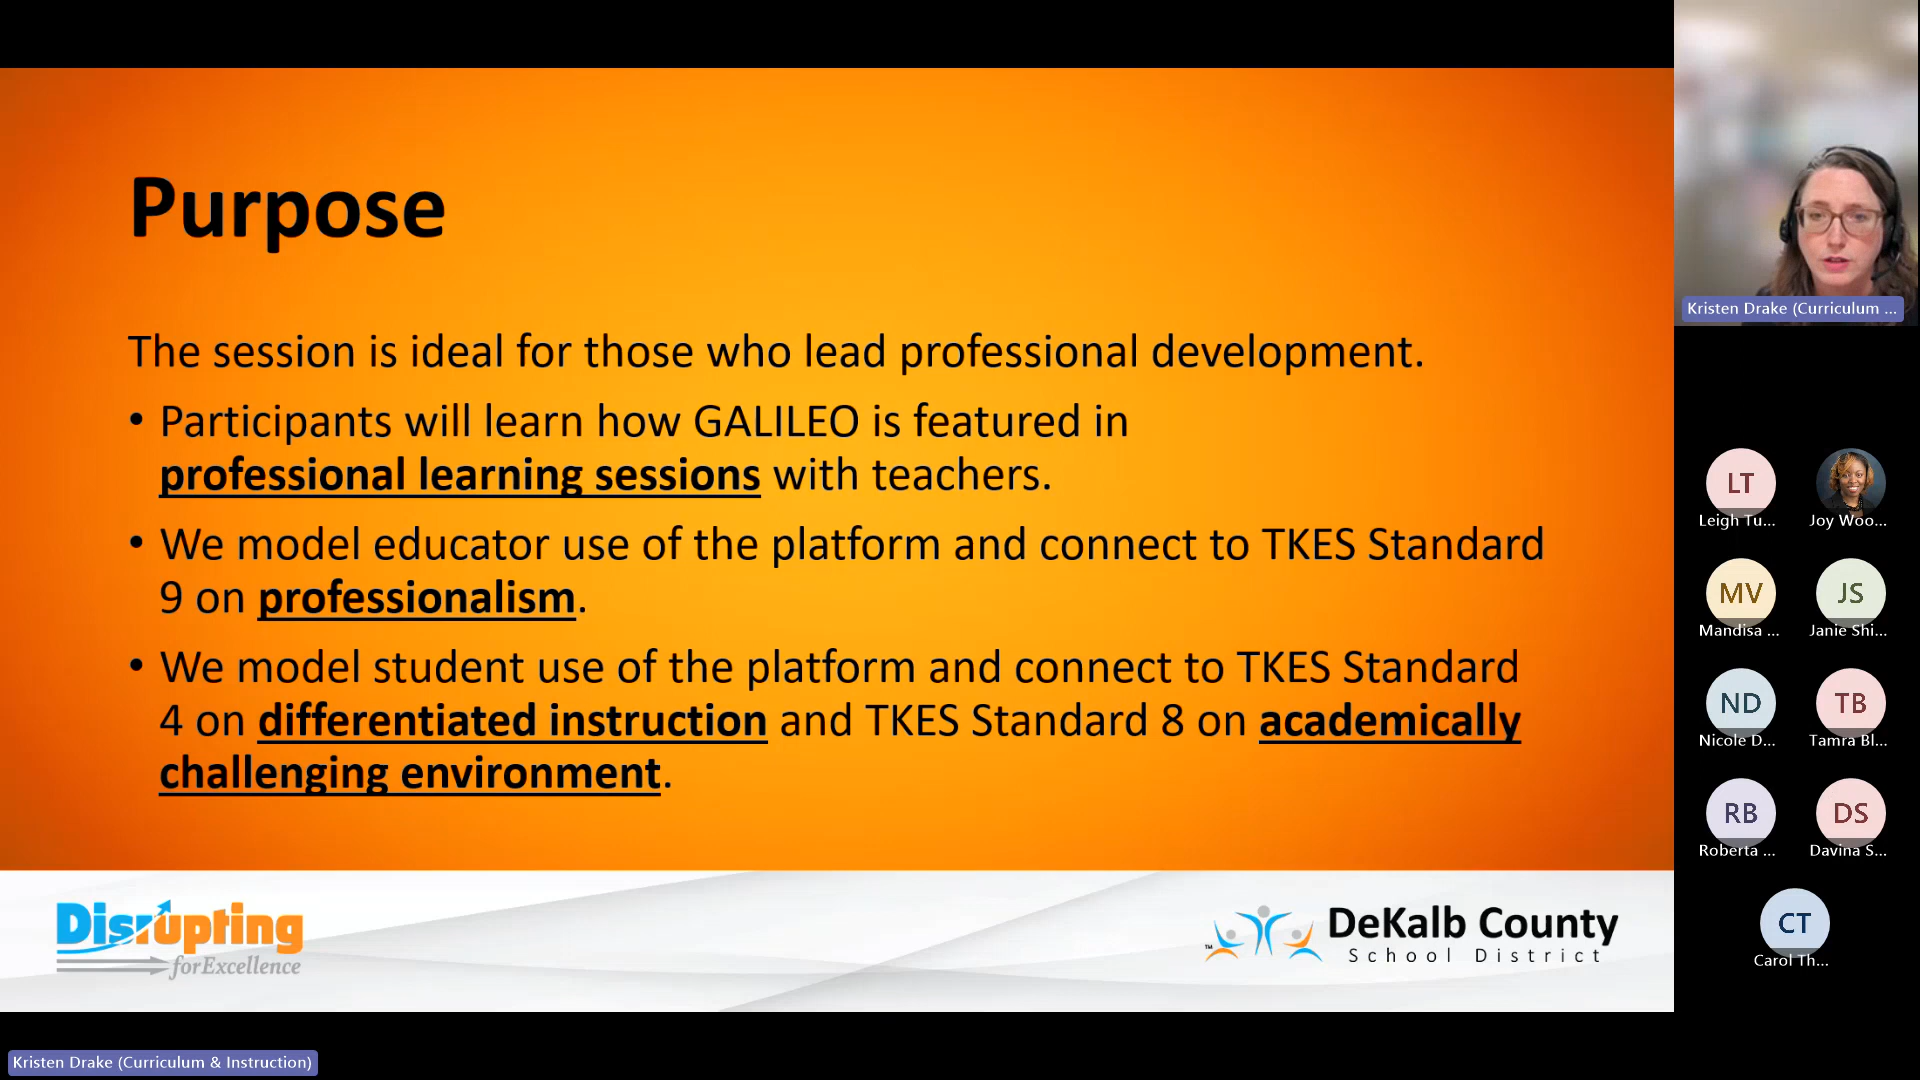 Purpose
The session is ideal for those who lead professional development.
• Participants will learn how GALILEO is featured in
professional learning sessions with teachers.
• We model educator use of the platform and connect to TKES Standard
9 on professionalism.
• We model student use of the platform and connect to TKES Standard
4 on differentiated instruction and TKES Standard 8 on academically
challenging environment.
Disrupting
for Excellence
™
DeKalb County
School District
Kristen Drake (Curriculum & Instruction)
Kristen Drake (Curriculum ...
LT
Leigh Tu...
Joy Woo...
MV
Mandisa ...
JS
Janie Shi...
ND
Nicole D...
TB
Tamra Bl...
RB
Roberta ...
DS
Davina S...
CT
Carol Th...